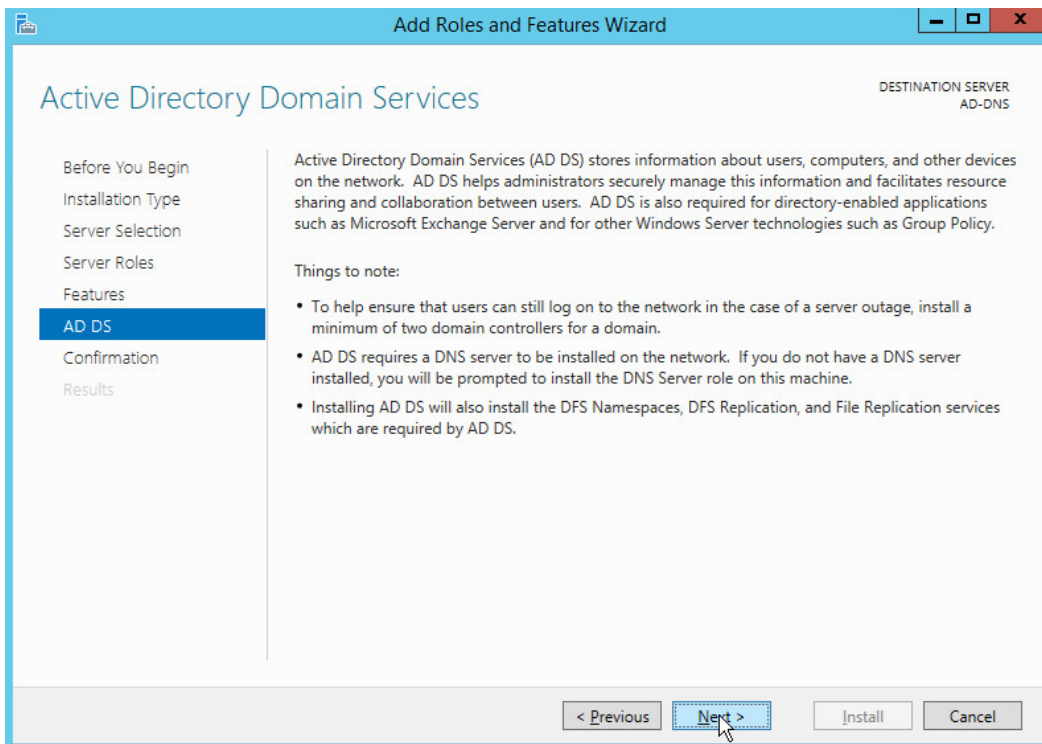 Add Roles and Features Wizard
Active Directory Domain Services
DESTINATION SERVER
AD-DNS
Before You Begin
Installation Type
Server Selection
Server Roles
Features
AD DS
Confirmation
Results
Active Directory Domain Services (AD DS) stores information about users, computers, and other devices
on the network. AD DS helps administrators securely manage this information and facilitates resource
sharing and collaboration between users. AD DS is also required for directory-enabled applications
such as Microsoft Exchange Server and for other Windows Server technologies such as Group Policy.
Things to note:
• To help ensure that users can still log on to the network in the case of a server outage, install a
minimum of two domain controllers for a domain.
• AD DS requires a DNS server to be installed on the network. If you do not have a DNS server
installed, you will be prompted to install the DNS Server role on this machine.
• Installing AD DS will also install the DFS Namespaces, DFS Replication, and File Replication services
which are required by AD DS.
< Previous
Next >
Install
Cancel